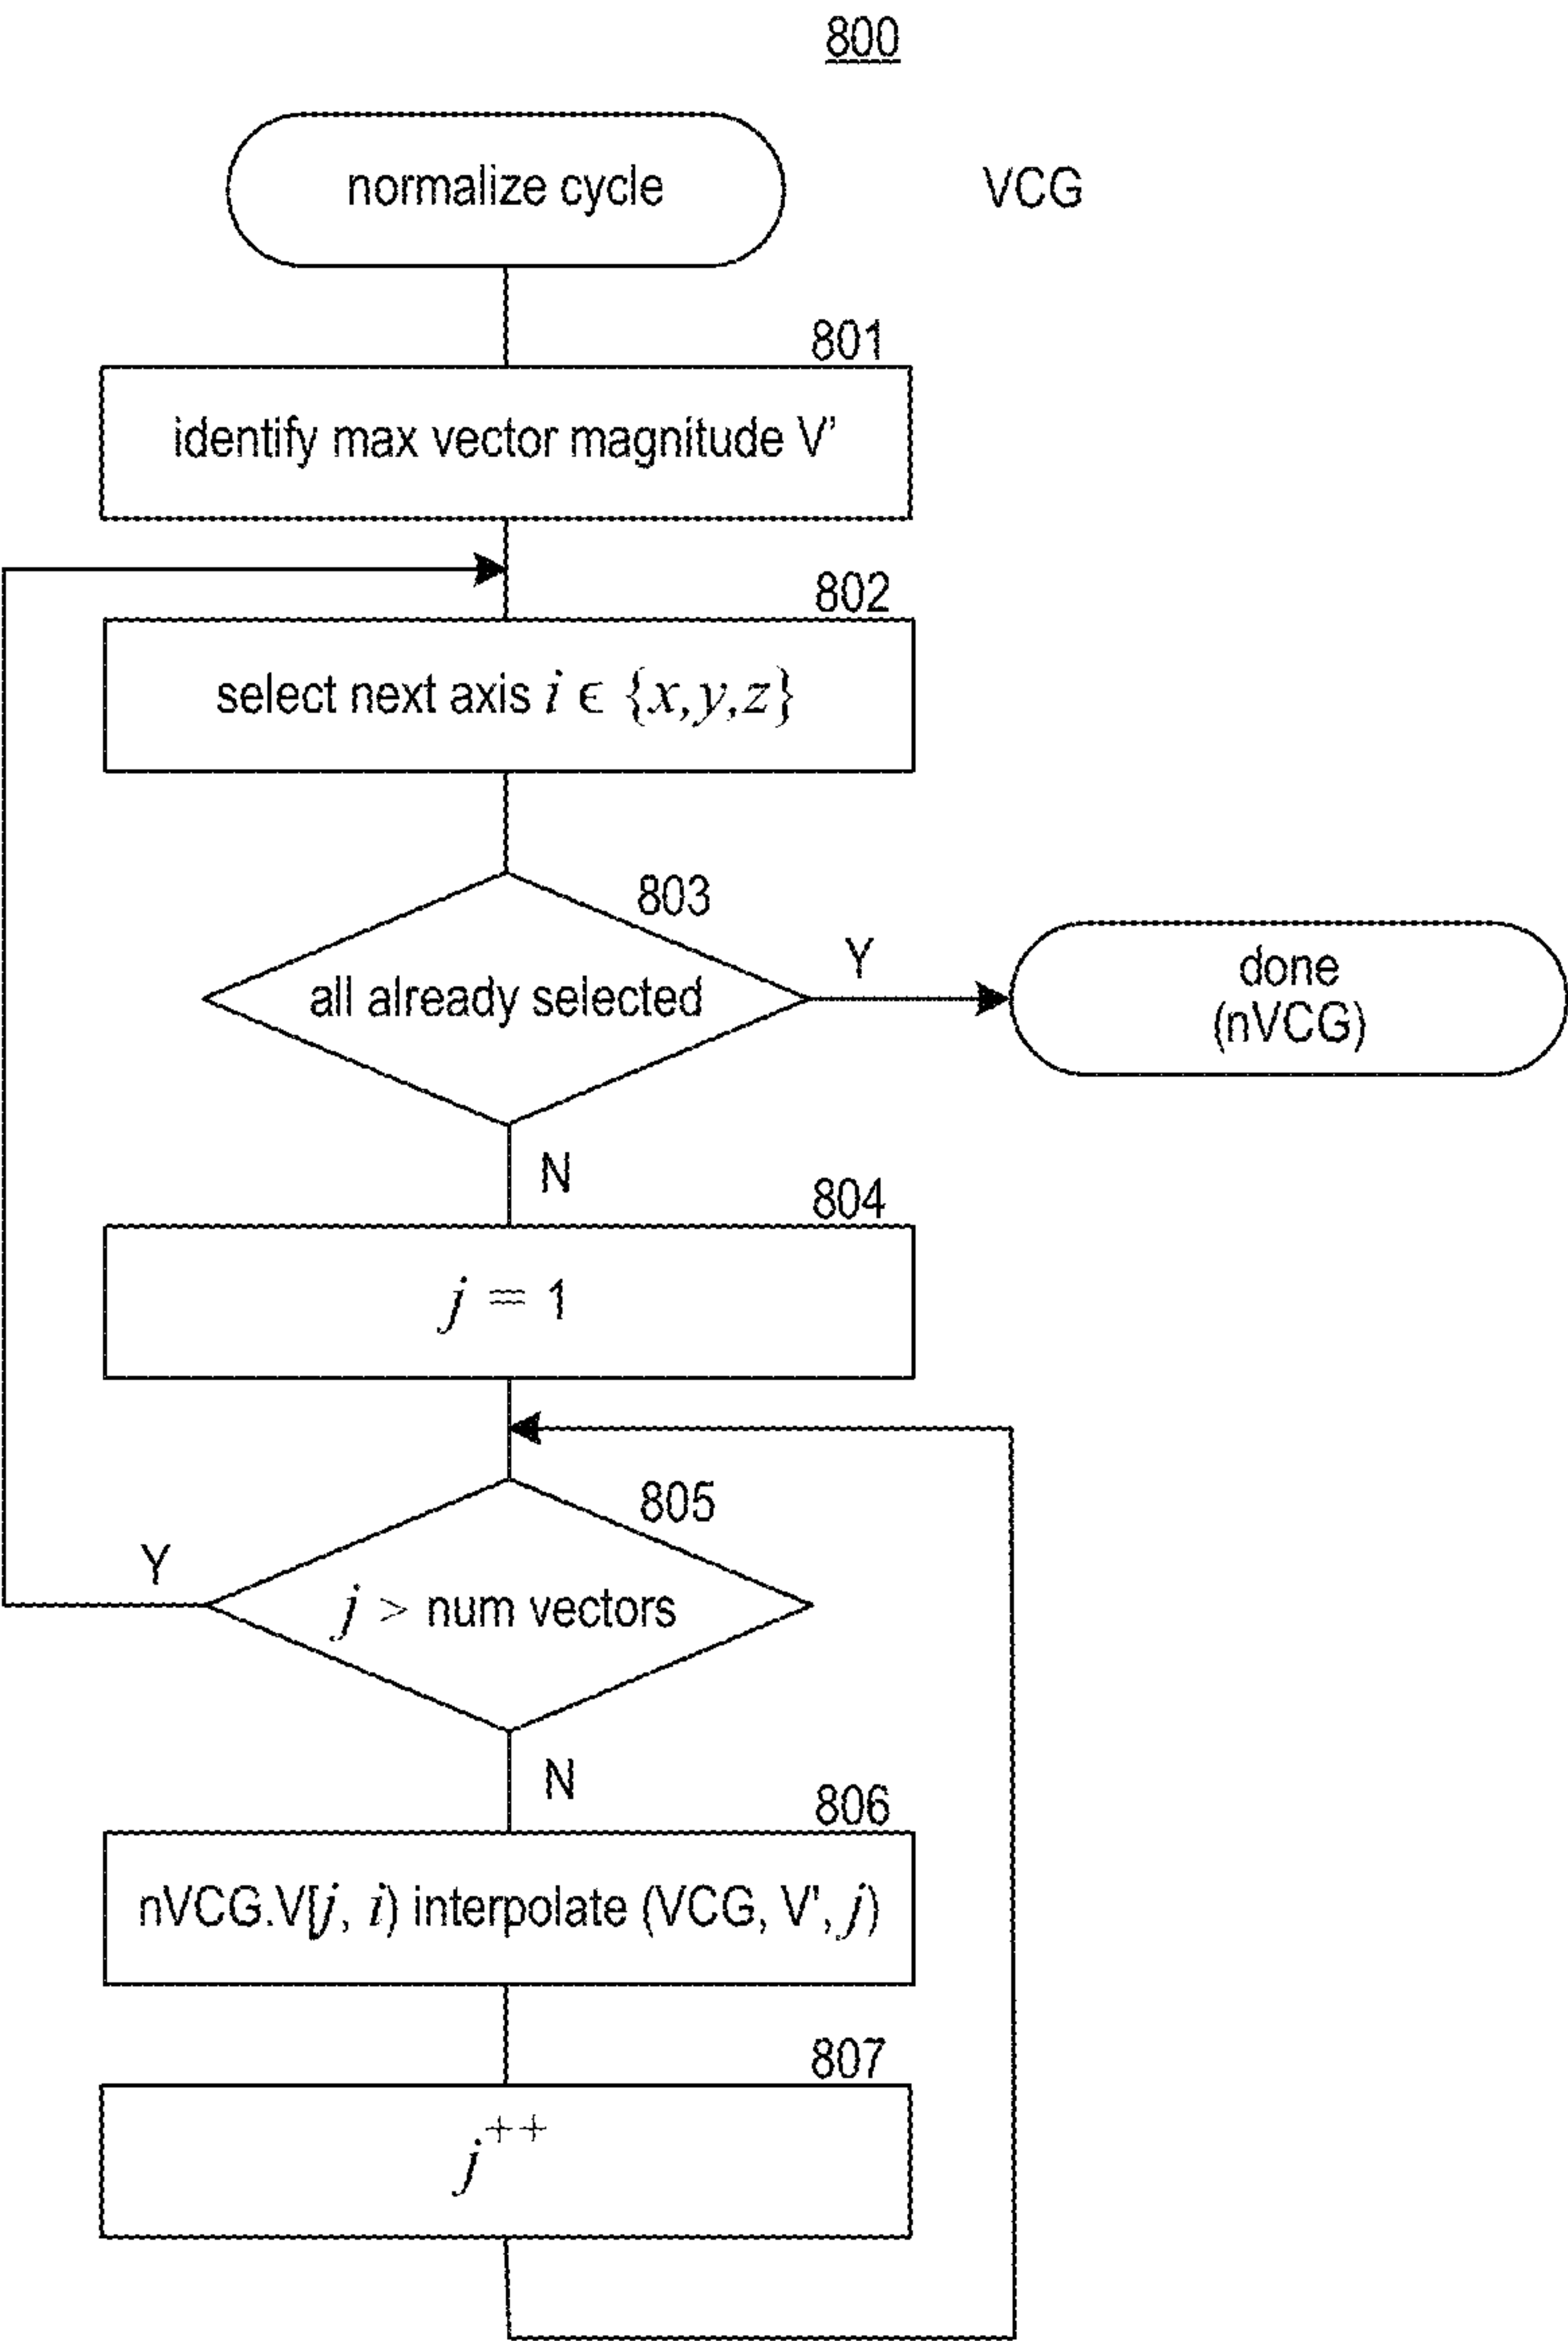 800
normalize cycle
VCG
801
identify max vector magnitude V'
802
select next axis i ϵ {x,y,z}
803
all already selected
Y
done
(nVCG)
N
804
j = 1
805
Y
j > num vectors
N
806
nVCG.V[j, i) interpolate (VCG, V', j)
807
j++